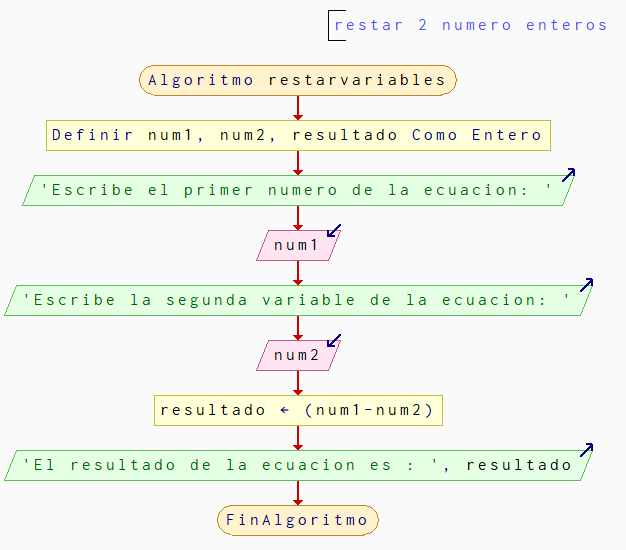 restar 2 numero enteros
Algoritmo restarvariables
Definir num1, num2, resultado Como Entero
'Escribe el primer numero de la ecuacion: '
num1
'Escribe la segunda variable de la ecuacion: '
num2
resultado ← (num1-num2)
'El resultado de la ecuacion es : ', resultado
FinAlgoritmo